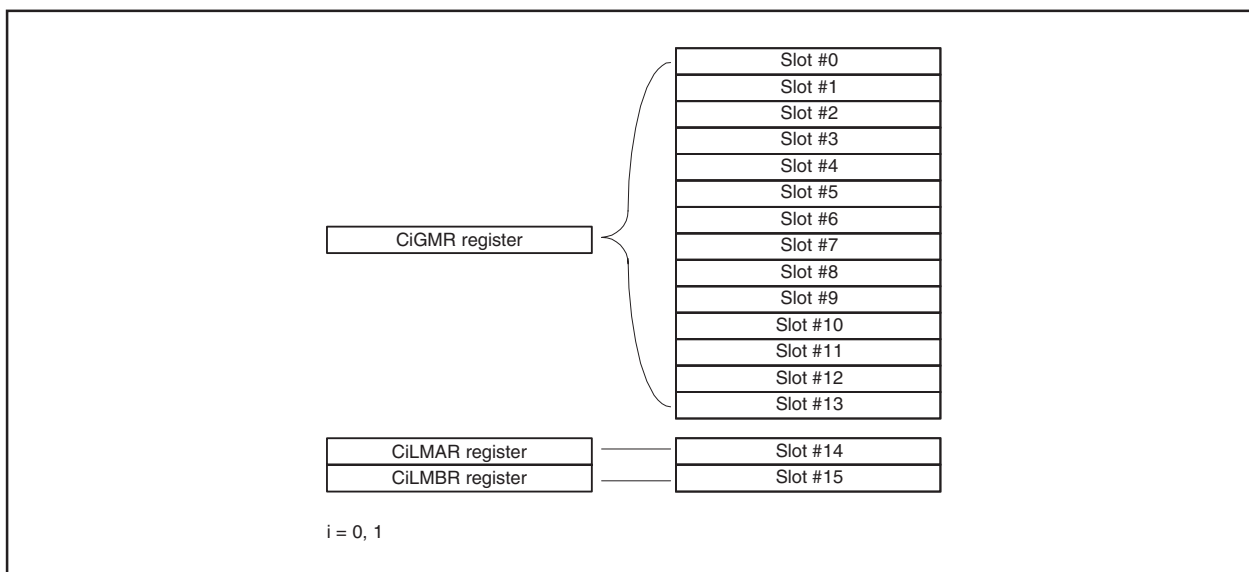 Slot #0
Slot #1
Slot #2
Slot #3
Slot #4
Slot #5
Slot #6
CiGMR register
Slot #7
Slot #8
Slot #9
Slot #10
Slot #11
Slot #12
Slot #13
CiLMAR register
Slot #14
CiLMBR register
Slot #15
i = 0, 1